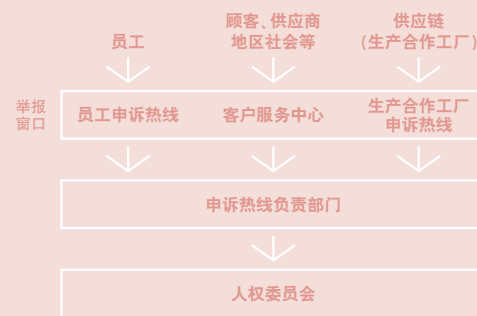 员工
顾客、供应商
地区社会等
供应链
(生产合作工厂)
举报
窗口
员工申诉热线
客户服务中心
生产合作工厂
申诉热线
申诉热线负责部门
人权委员会